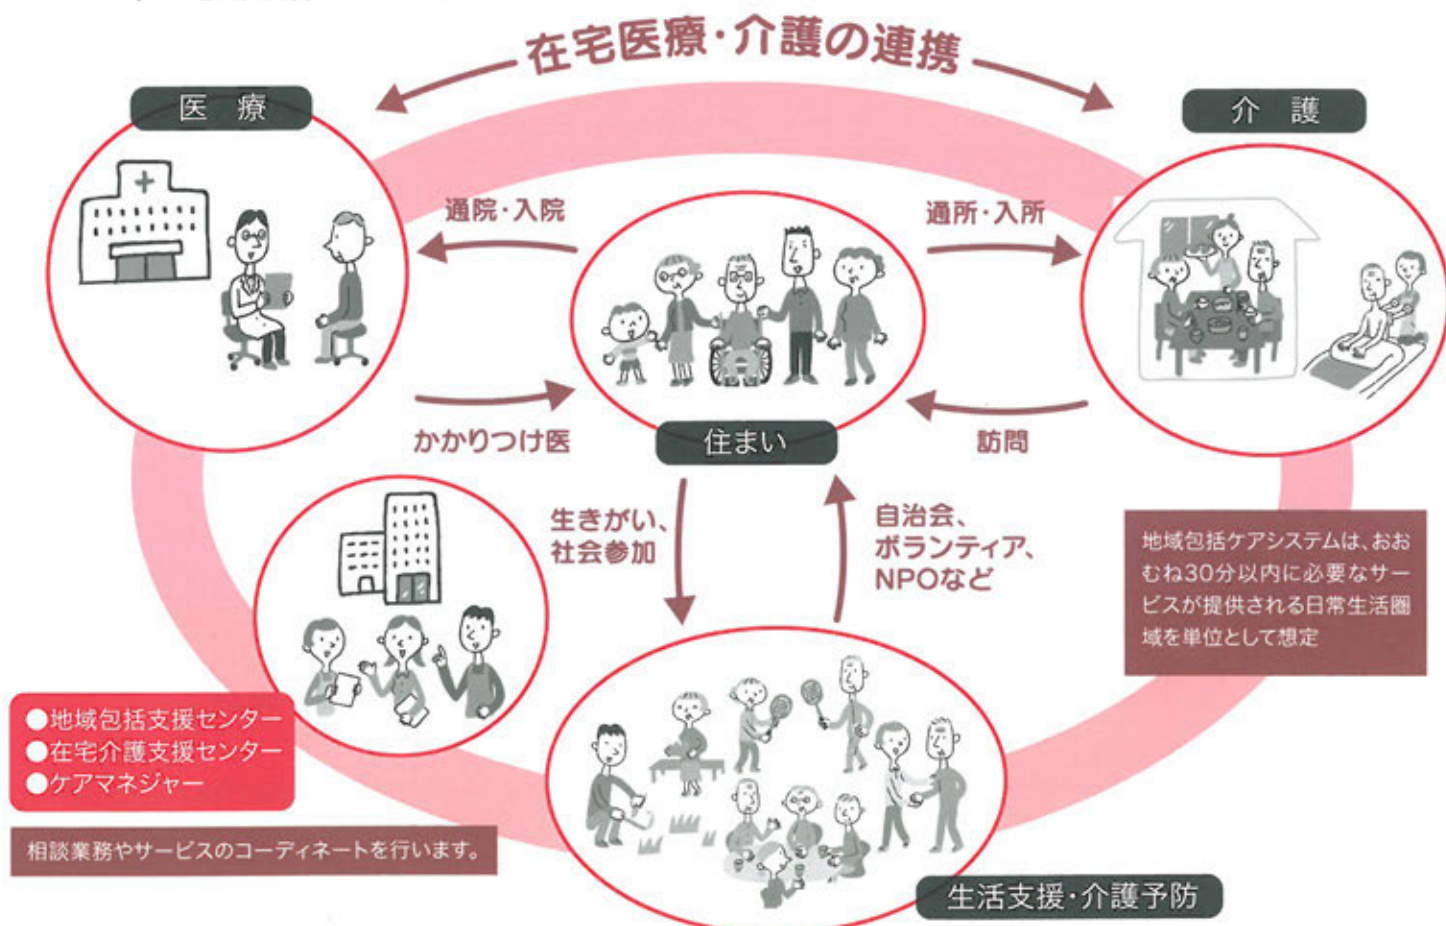 在宅医療・介護の連携
医療
介護
通院・入院
通所・入所
かかりつけ医
住まい
訪問
生きがい、
社会参加
自治会、
ボランティア、
NPOなど
地域包括ケアシステムは、おお
むね30分以内に必要なサー
ビスが提供される日常生活圏
域を単位として想定
●地域包括支援センター
●在宅介護支援センター
●ケアマネジャー
相談業務やサービスのコーディネートを行います。
生活支援・介護予防